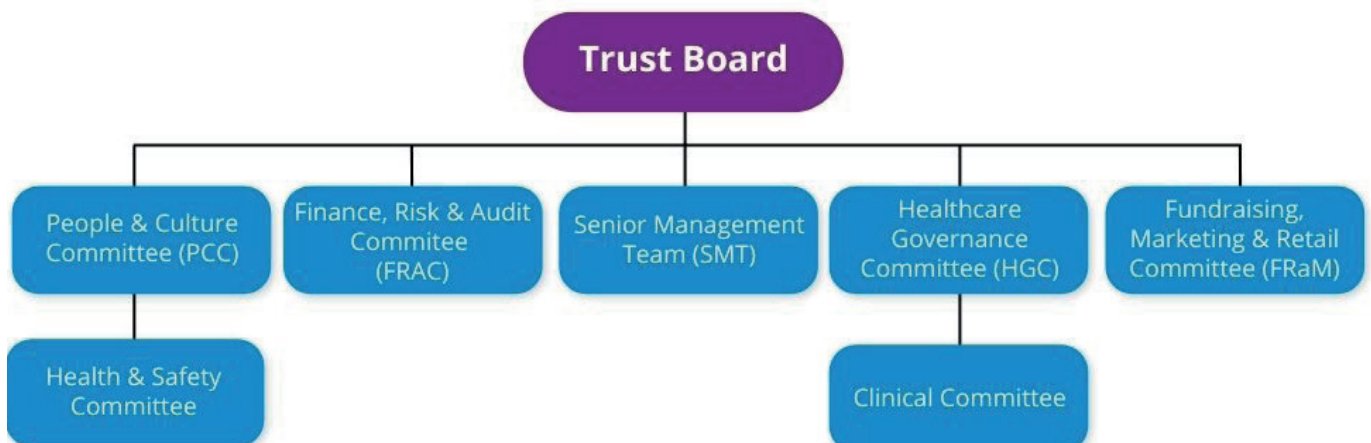 Trust Board
People & Culture
Committee (PCC)
Finance, Risk & Audit
Commitee
(FRAC)
Senior Management
Team (SMT)
Healthcare
Governance
Committee (HGC)
Fundraising,
Marketing & Retail
Committee (FRaM)
Health & Safety
Committee
Clinical Committee